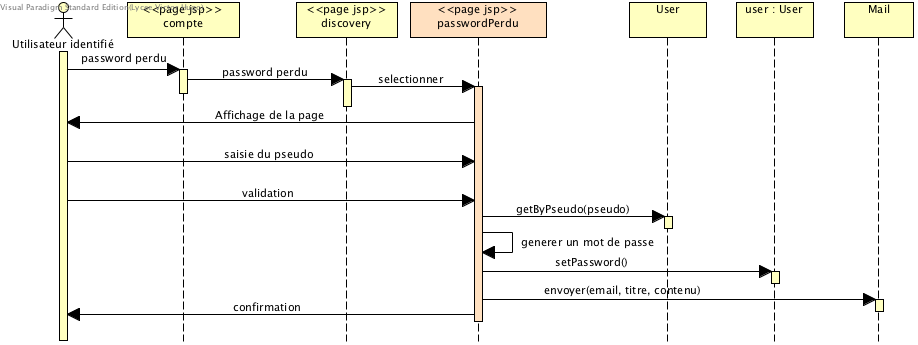 Visual Paradigm Standard Edition(Lycee
<<page jsp>>
compte
<<page jsp>>
discovery
<<page jsp>>
passwordPerdu
User
user : User
Mail
Utilisateur identifié
password perdu
password perdu
selectionner
Affichage de la page
saisie du pseudo
validation
getByPseudo(pseudo)
generer un mot de passe
setPassword()
envoyer(email, titre, contenu)
confirmation